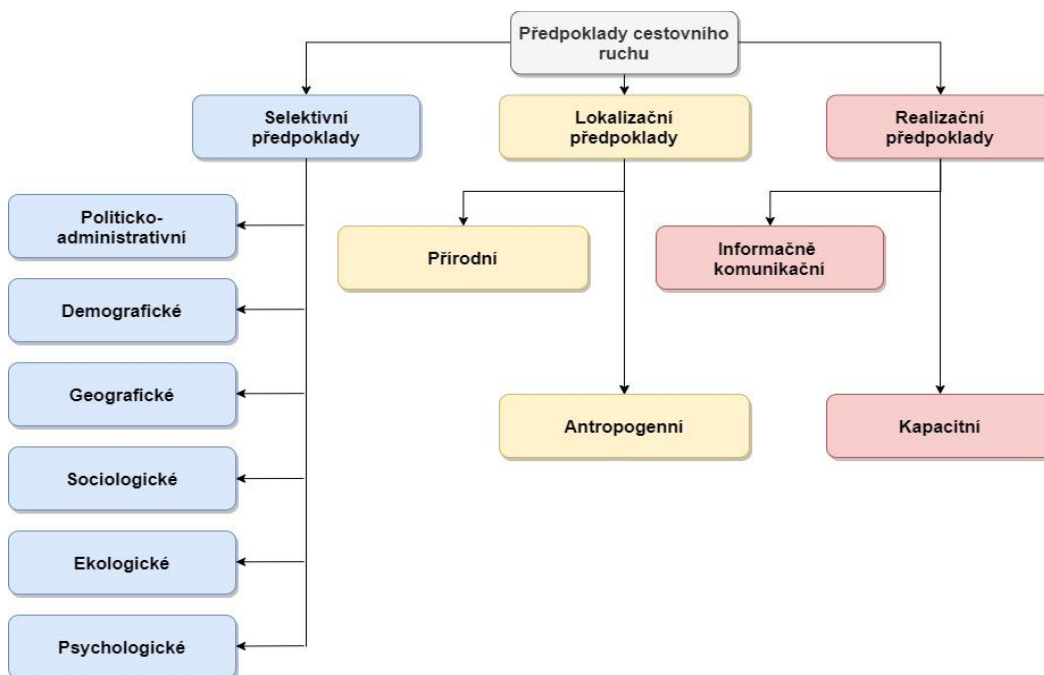 Předpoklady cestovního
ruchu
Selektivní
předpoklady
Lokalizační
předpoklady
Realizační
předpoklady
Politicko-
administrativní
Přírodní
Informačně
komunikační
Demografické
Geografické
Antropogenní
Kapacitní
Sociologické
Ekologické
Psychologické